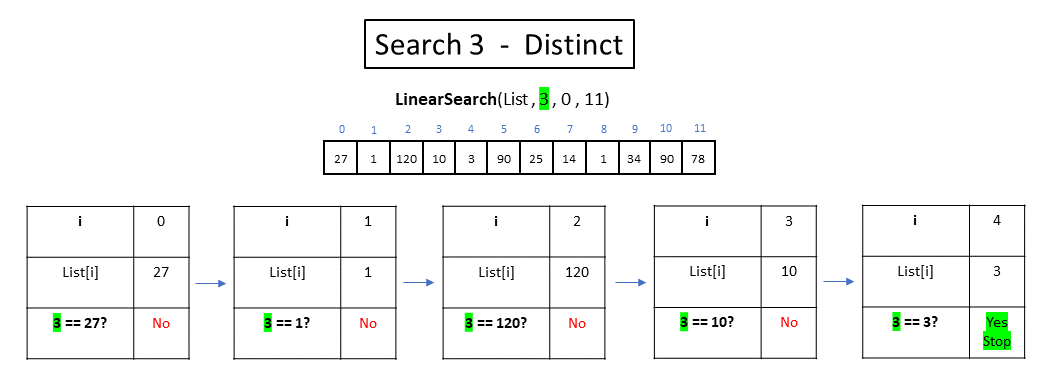 Search 3 - Distinct
LinearSearch(List , 3 , 0 , 11)
0 1 2 3 4 5 6 7 8 9 10 11
27 1 120 10 3 90 25 14 1 34 90 78
i 0
List[i] 27
3 == 27? No
i 1
List[i] 1
3 == 1? No
i 2
List[i] 120
3 == 120? No
i 3
List[i] 10
3 == 10? No
i 4
List[i] 3
3 == 3? Yes
Stop